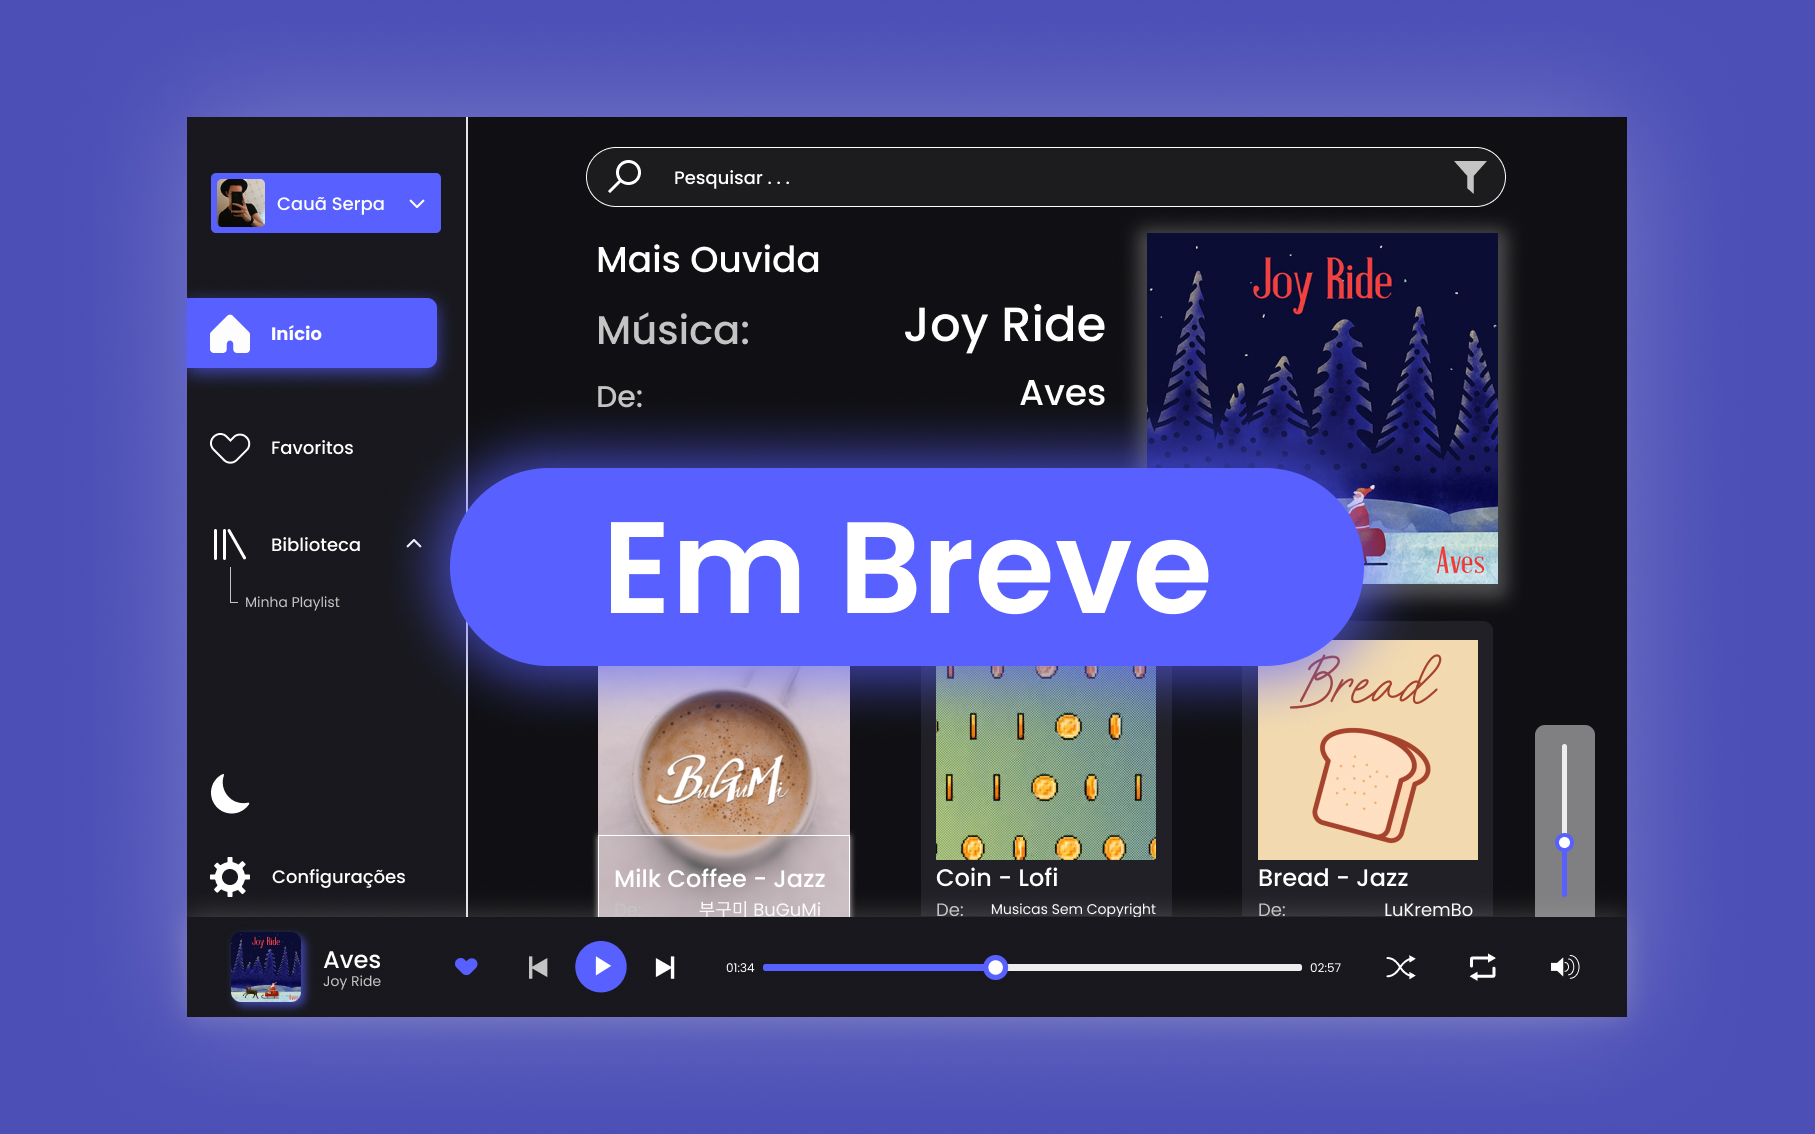 Cauã Serpa
Início
Favoritos
Biblioteca
Minha Playlist
Configurações
Pesquisar . . .
Mais Ouvida
Música:
Joy Ride
De:
Aves
Joy Ride
Aves
Em Breve
BuGuMi
Milk Coffee - Jazz
De:
부구미 BuGuMi
Coin - Lofi
De:
Musicas Sem Copyright
Bread
Bread - Jazz
De:
LuKremBo
Joy Ride
Aves
Aves
Joy Ride
01:34
02:57